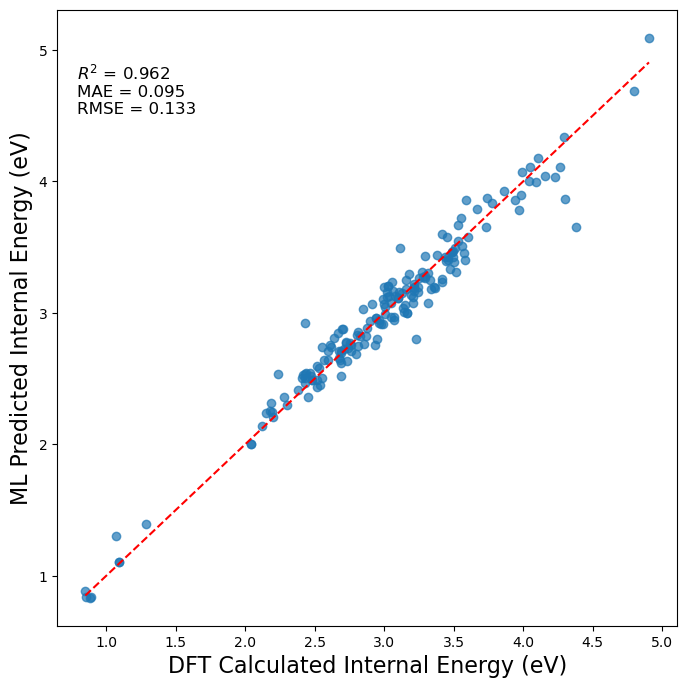 R² = 0.962
MAE = 0.095
RMSE = 0.133
ML Predicted Internal Energy (eV)
5
4
3
2
1
1.0 1.5 2.0 2.5 3.0 3.5 4.0 4.5 5.0
DFT Calculated Internal Energy (eV)